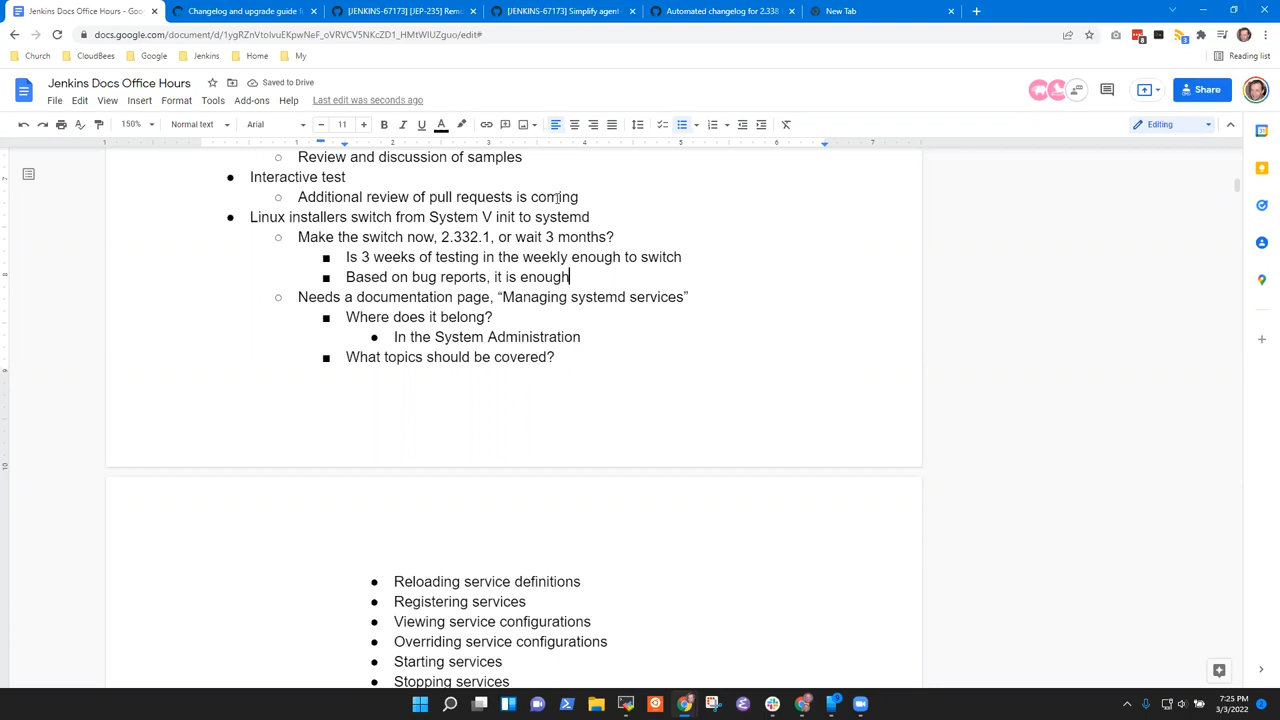 Jenkins Docs Office Hours - Goo
Changelog and upgrade guide fo
[JENKINS-67173] [JEP-235] Remo
[JENKINS-67173] Simplify agent-
Automated changelog for 2.338
New Tab
docs.google.com/document/d/1ygRZnVtoIvuEKpwNeF_oVRCV5NKcZD1_HMtWIUZguo/edit#
Church
CloudBees
Google
Jenkins
Home
My
Reading list
Jenkins Docs Office Hours
Saved to Drive
File Edit View Insert Format Tools Add-ons Help Last edit was seconds ago
Share
150% Normal text Arial 11 Editing
Review and discussion of samples
Interactive test
Additional review of pull requests is coming
Linux installers switch from System V init to systemd
Make the switch now, 2.332.1, or wait 3 months?
Is 3 weeks of testing in the weekly enough to switch
Based on bug reports, it is enough
Needs a documentation page, “Managing systemd services”
Where does it belong?
In the System Administration
What topics should be covered?
Reloading service definitions
Registering services
Viewing service configurations
Overriding service configurations
Starting services
Stopping services
7:25 PM
3/3/2022